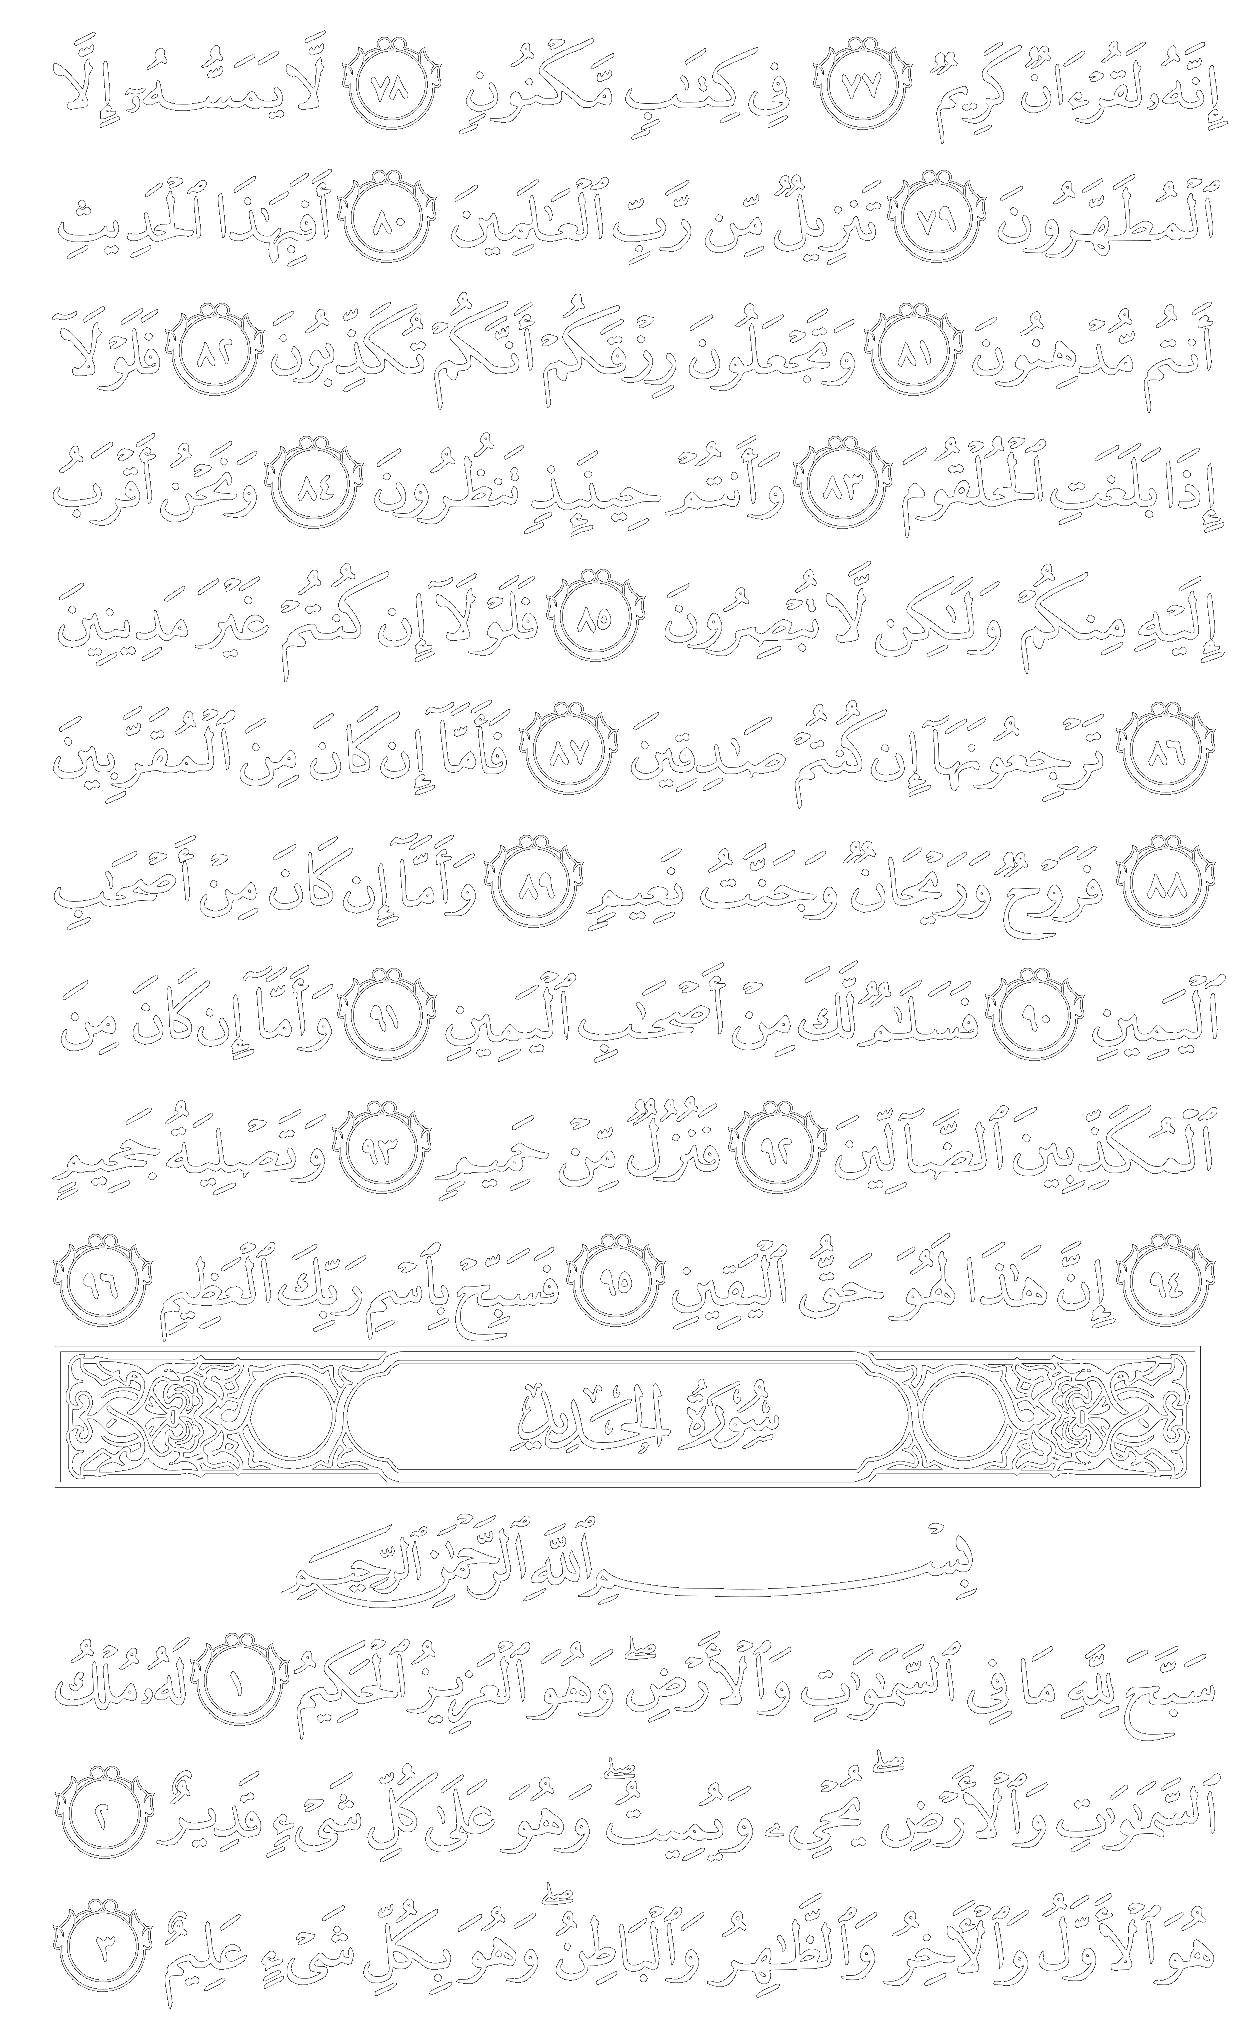 إِنَّهُۥ لَقُرْءَانٌ كَرِيمٌ ٧٧ فِى كِتَـٰبٍ مَّكْنُونٍ ٧٨ لَّا يَمَسُّهُۥٓ إِلَّا
ٱلْمُطَهَّرُونَ ٧٩ تَنزِيلٌ مِّن رَّبِّ ٱلْعَـٰلَمِينَ ٨٠ أَفَبِهَـٰذَا ٱلْحَدِيثِ
أَنتُم مُّدْهِنُونَ ٨١ وَتَجْعَلُونَ رِزْقَكُمْ أَنَّكُمْ تُكَذِّبُونَ ٨٢ فَلَوْلَآ
إِذَا بَلَغَتِ ٱلْحُلْقُومَ ٨٣ وَأَنتُمْ حِينَئِذٍ تَنظُرُونَ ٨٤ وَنَحْنُ أَقْرَبُ
إِلَيْهِ مِنكُمْ وَلَـٰكِن لَّا تُبْصِرُونَ ٨٥ فَلَوْلَآ إِن كُنتُمْ غَيْرَ مَدِينِينَ
٨٦ تَرْجِعُونَهَآ إِن كُنتُمْ صَـٰدِقِينَ ٨٧ فَأَمَّآ إِن كَانَ مِنَ ٱلْمُقَرَّبِينَ
٨٨ فَرَوْحٌ وَرَيْحَانٌ وَجَنَّتُ نَعِيمٍ ٨٩ وَأَمَّآ إِن كَانَ مِنْ أَصْحَـٰبِ
ٱلْيَمِينِ ٩٠ فَسَلَـٰمٌ لَّكَ مِنْ أَصْحَـٰبِ ٱلْيَمِينِ ٩١ وَأَمَّآ إِن كَانَ مِنَ
ٱلْمُكَذِّبِينَ ٱلضَّآلِّينَ ٩٢ فَنُزُلٌ مِّنْ حَمِيمٍ ٩٣ وَتَصْلِيَةُ جَحِيمٍ
٩٤ إِنَّ هَـٰذَا لَهُوَ حَقُّ ٱلْيَقِينِ ٩٥ فَسَبِّحْ بِٱسْمِ رَبِّكَ ٱلْعَظِيمِ ٩٦
سُورَةُ الحَدِيدِ
بِسْمِ ٱللَّهِ ٱلرَّحْمَـٰنِ ٱلرَّحِيمِ
سَبَّحَ لِلَّهِ مَا فِى ٱلسَّمَـٰوَٰتِ وَٱلْأَرْضِ ۖ وَهُوَ ٱلْعَزِيزُ ٱلْحَكِيمُ ١ لَهُۥ مُلْكُ
ٱلسَّمَـٰوَٰتِ وَٱلْأَرْضِ ۖ يُحْىِۦ وَيُمِيتُ ۖ وَهُوَ عَلَىٰ كُلِّ شَىْءٍ قَدِيرٌ ٢
هُوَ ٱلْأَوَّلُ وَٱلْـَٔاخِرُ وَٱلظَّـٰهِرُ وَٱلْبَاطِنُ ۖ وَهُوَ بِكُلِّ شَىْءٍ عَلِيمٌ ٣